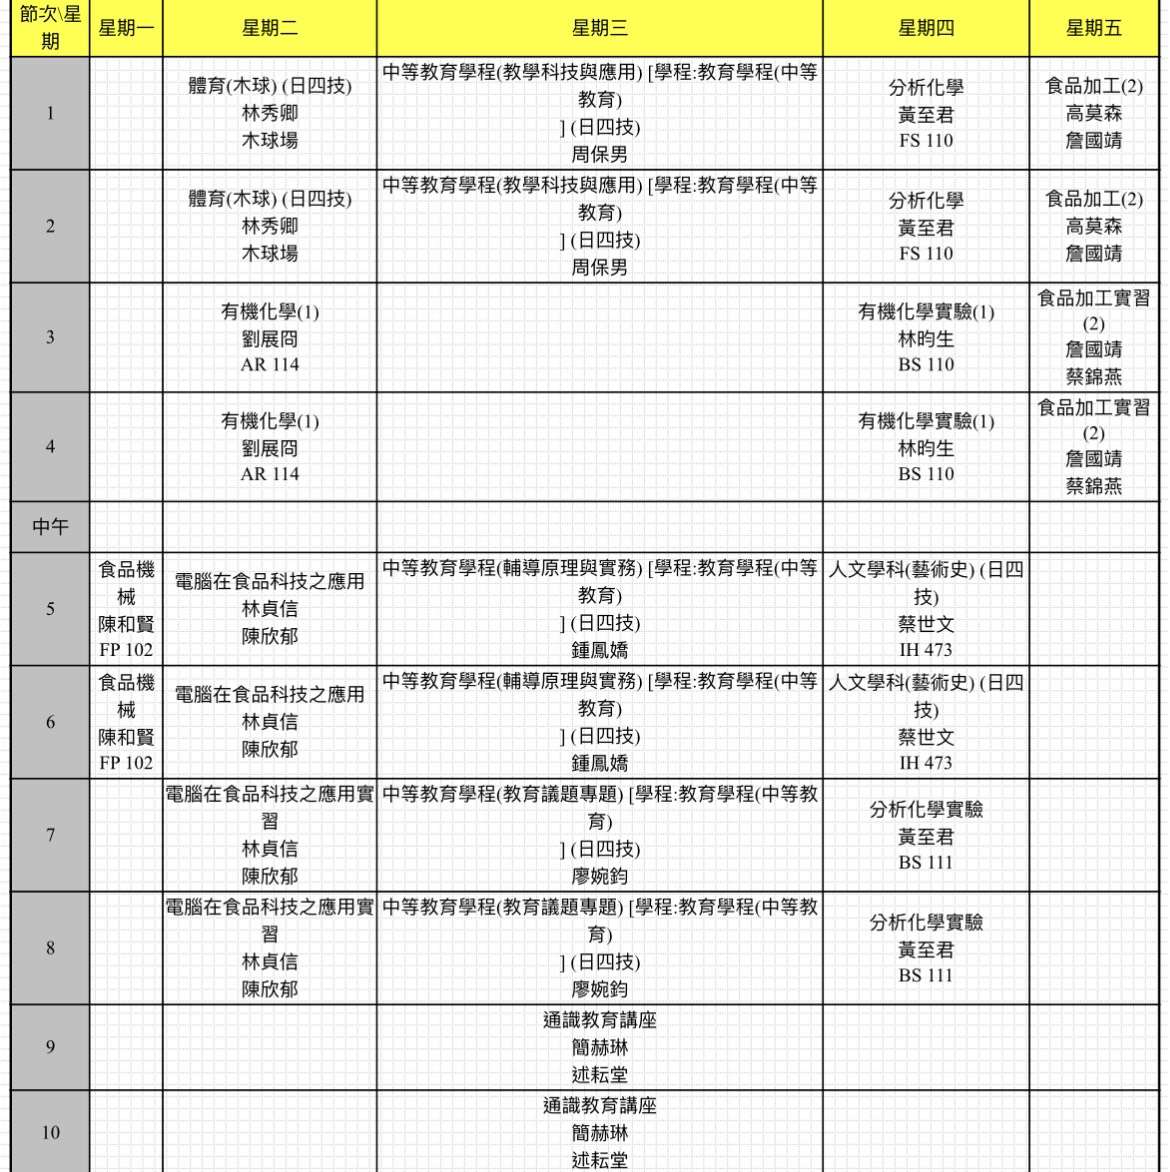 節次\星期
星期一
星期二
星期三
星期四
星期五
1
體育(木球) (日四技)
林秀卿
木球場
中等教育學程(教學科技與應用) [學程:教育學程(中等
教育)
] (日四技)
周保男
分析化學
黃至君
FS 110
食品加工(2)
高莫森
詹國靖
2
體育(木球) (日四技)
林秀卿
木球場
中等教育學程(教學科技與應用) [學程:教育學程(中等
教育)
] (日四技)
周保男
分析化學
黃至君
FS 110
食品加工(2)
高莫森
詹國靖
3
有機化學(1)
劉展冏
AR 114
有機化學實驗(1)
林昀生
BS 110
食品加工實習
(2)
詹國靖
蔡錦燕
4
有機化學(1)
劉展冏
AR 114
有機化學實驗(1)
林昀生
BS 110
食品加工實習
(2)
詹國靖
蔡錦燕
中午
5
食品機
械
陳和賢
FP 102
電腦在食品科技之應用
林貞信
陳欣郁
中等教育學程(輔導原理與實務) [學程:教育學程(中等
教育)
] (日四技)
鍾鳳嬌
人文學科(藝術史) (日四
技)
蔡世文
IH 473
6
食品機
械
陳和賢
FP 102
電腦在食品科技之應用
林貞信
陳欣郁
中等教育學程(輔導原理與實務) [學程:教育學程(中等
教育)
] (日四技)
鍾鳳嬌
人文學科(藝術史) (日四
技)
蔡世文
IH 473
7
電腦在食品科技之應用實
習
林貞信
陳欣郁
中等教育學程(教育議題專題) [學程:教育學程(中等教
育)
] (日四技)
廖婉鈞
分析化學實驗
黃至君
BS 111
8
電腦在食品科技之應用實
習
林貞信
陳欣郁
中等教育學程(教育議題專題) [學程:教育學程(中等教
育)
] (日四技)
廖婉鈞
分析化學實驗
黃至君
BS 111
9
通識教育講座
簡赫琳
述耘堂
10
通識教育講座
簡赫琳
述耘堂